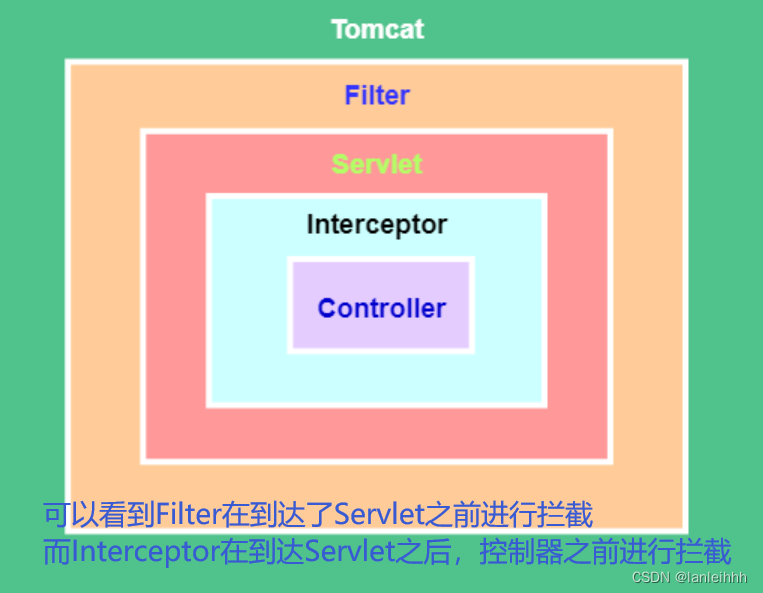 Tomcat
Filter
Servlet
Interceptor
Controller
可以看到Filter在到达了Servlet之前进行拦截
而Interceptor在到达Servlet之后，控制器之前进行拦截
CSDN @lanleihhh